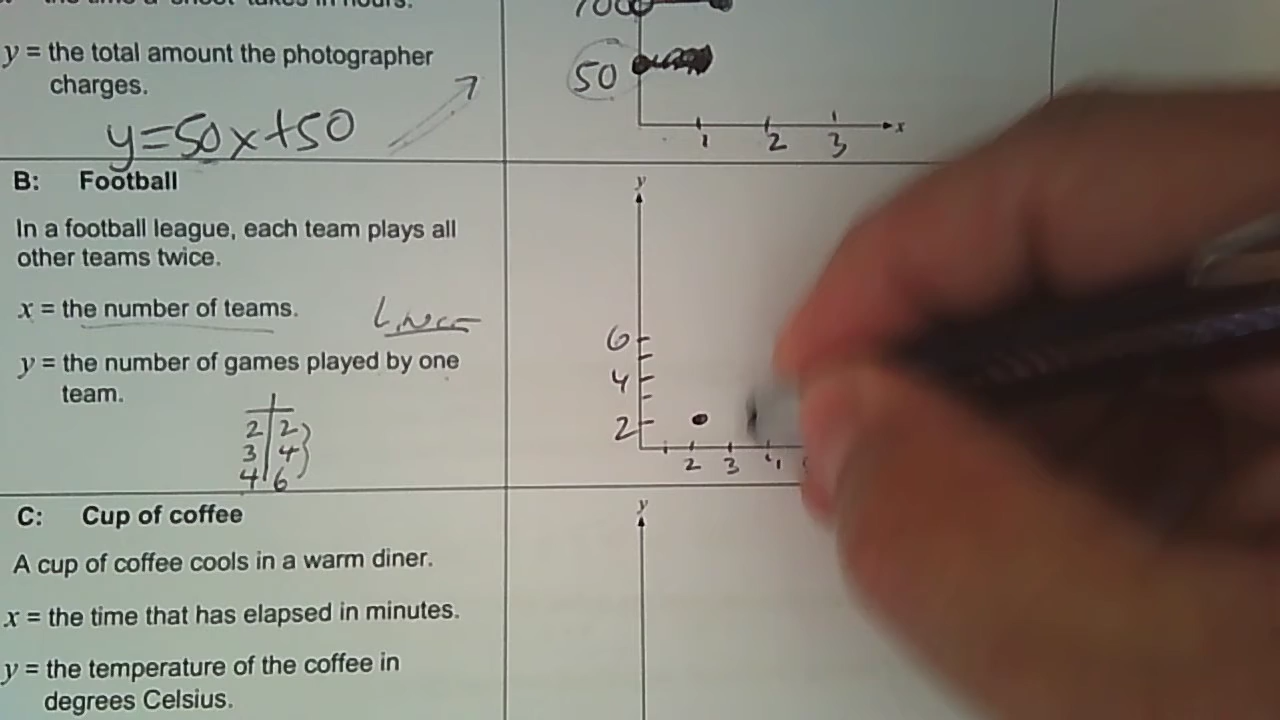 y = the total amount the photographer
charges.
y=50x+50
50
x
1 2 3
B: Football
In a football league, each team plays all
other teams twice.
x = the number of teams.
y = the number of games played by one
team.
2 2
3 4
4 6
y
6
4
2
2 3 4
C: Cup of coffee
A cup of coffee cools in a warm diner.
x = the time that has elapsed in minutes.
y = the temperature of the coffee in
degrees Celsius.
y